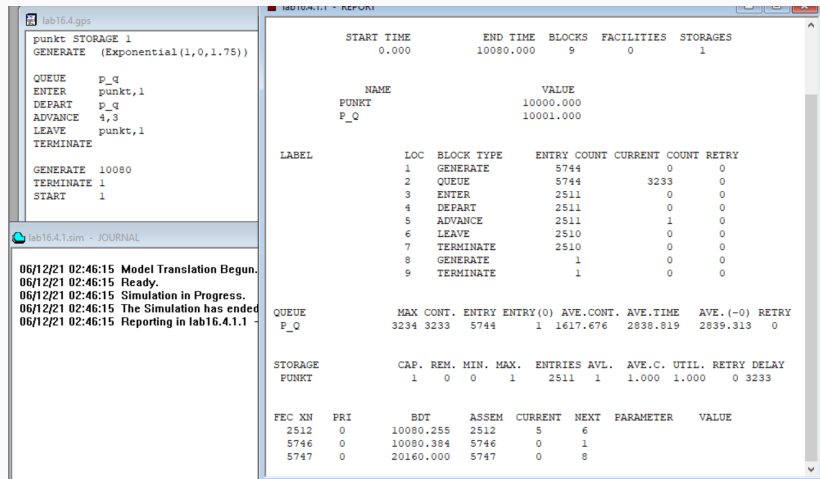 lab16.4.gps
punkt STORAGE 1
GENERATE (Exponential(1,0,1.75))
QUEUE p_q
ENTER punkt,1
DEPART p_q
ADVANCE 4,3
LEAVE punkt,1
TERMINATE
GENERATE 10080
TERMINATE 1
START 1
lab16.4.1.sim - JOURNAL
06/12/21 02:46:15 Model Translation Begun.
06/12/21 02:46:15 Ready.
06/12/21 02:46:15 Simulation in Progress.
06/12/21 02:46:15 The Simulation has ended
06/12/21 02:46:15 Reporting in lab16.4.1.1 -
lab16.4.1.1 - REPORT
START TIME END TIME BLOCKS FACILITIES STORAGES
0.000 10080.000 9 0 1
NAME VALUE
PUNKT 10000.000
P_Q 10001.000
LABEL LOC BLOCK TYPE ENTRY COUNT CURRENT COUNT RETRY
1 GENERATE 5744 0 0
2 QUEUE 5744 3233 0
3 ENTER 2511 0 0
4 DEPART 2511 0 0
5 ADVANCE 2511 1 0
6 LEAVE 2510 0 0
7 TERMINATE 2510 0 0
8 GENERATE 1 0 0
9 TERMINATE 1 0 0
QUEUE MAX CONT. ENTRY ENTRY(0) AVE.CONT. AVE.TIME AVE.(-0) RETRY
P_Q 3234 3233 5744 1 1617.676 2838.819 2839.313 0
STORAGE CAP. REM. MIN. MAX. ENTRIES AVL. AVE.C. UTIL. RETRY DELAY
PUNKT 1 0 0 1 2511 1 1.000 1.000 0 3233
FEC XN PRI BDT ASSEM CURRENT NEXT PARAMETER VALUE
2512 0 10080.255 2512 5 6
5746 0 10080.384 5746 0 1
5747 0 20160.000 5747 0 8